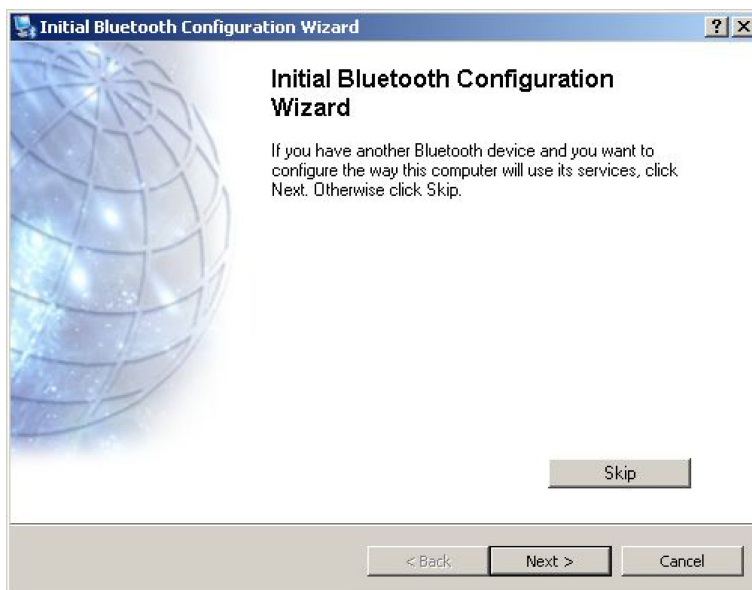 Initial Bluetooth Configuration Wizard
Initial Bluetooth Configuration
Wizard
If you have another Bluetooth device and you want to
configure the way this computer will use its services, click
Next. Otherwise click Skip.
Skip
< Back Next > Cancel